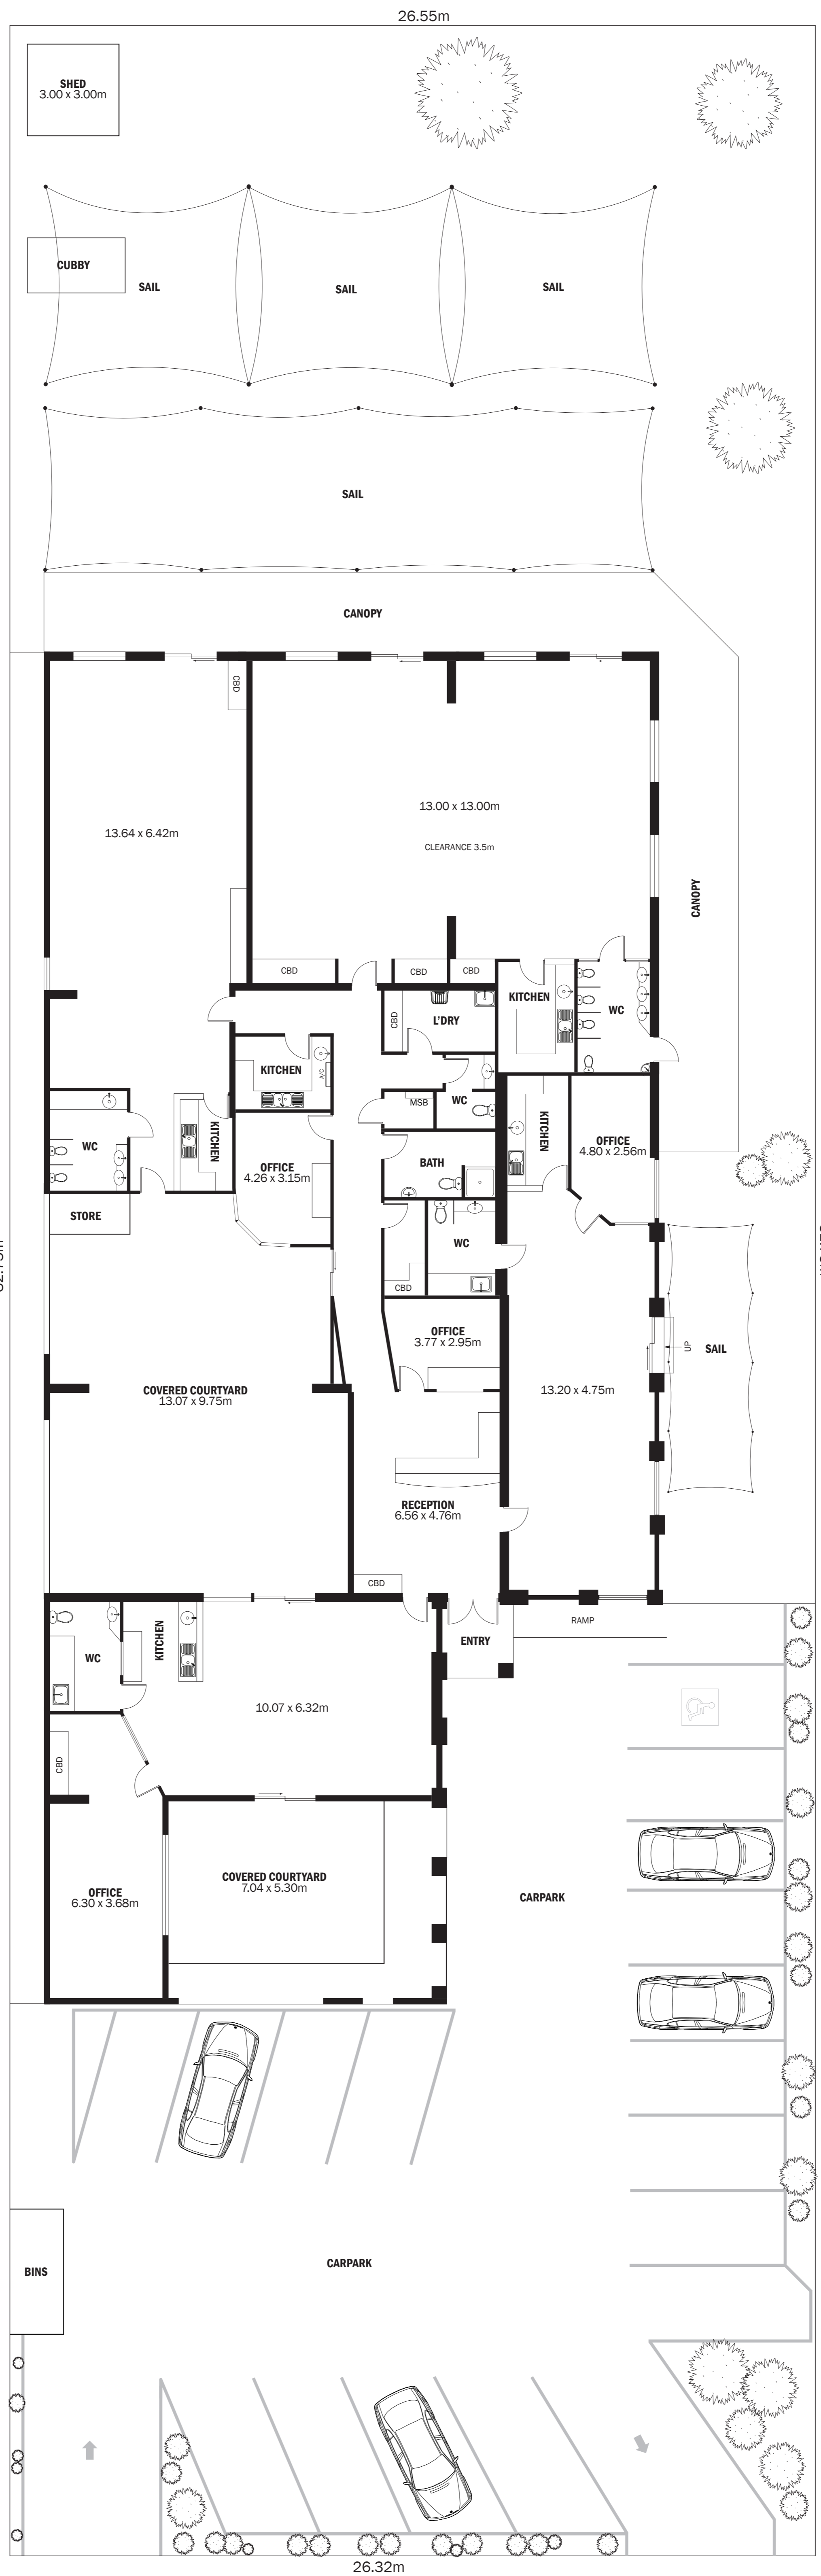 26.55m
SHED
3.00 x 3.00m
CUBBY
SAIL
SAIL
SAIL
SAIL
CANOPY
CBD
13.64 x 6.42m
13.00 x 13.00m
CLEARANCE 3.5m
CANOPY
CBD
CBD
CBD
KITCHEN
WC
CBD
L'DRY
KITCHEN
A/C
MSB
WC
KITCHEN
WC
KITCHEN
OFFICE
4.80 x 2.56m
OFFICE
4.26 x 3.15m
BATH
STORE
WC
CBD
OFFICE
3.77 x 2.95m
UP
SAIL
COVERED COURTYARD
13.07 x 9.75m
13.20 x 4.75m
RECEPTION
6.56 x 4.76m
CBD
RAMP
ENTRY
WC
KITCHEN
10.07 x 6.32m
CBD
OFFICE
6.30 x 3.68m
COVERED COURTYARD
7.04 x 5.30m
CARPARK
CARPARK
BINS
26.32m